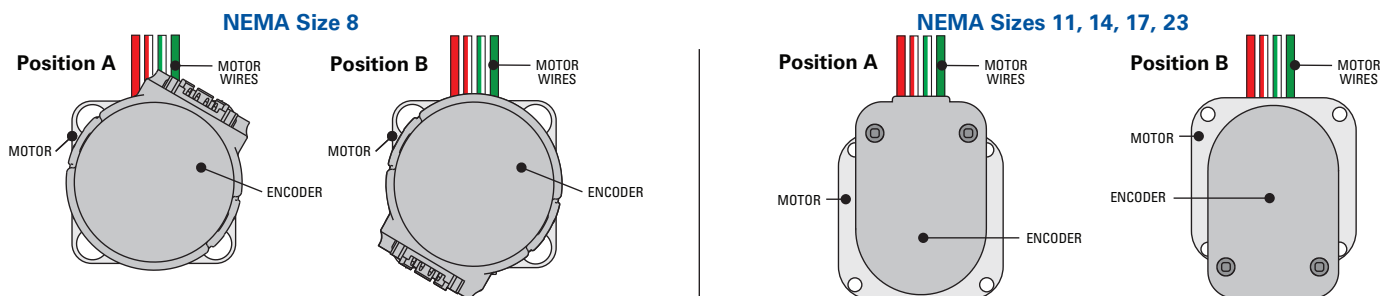 NEMA Size 8
Position A
MOTOR
WIRES
MOTOR
ENCODER
Position B
MOTOR
WIRES
MOTOR
ENCODER
NEMA Sizes 11, 14, 17, 23
Position A
MOTOR
WIRES
MOTOR
ENCODER
Position B
MOTOR
WIRES
MOTOR
ENCODER